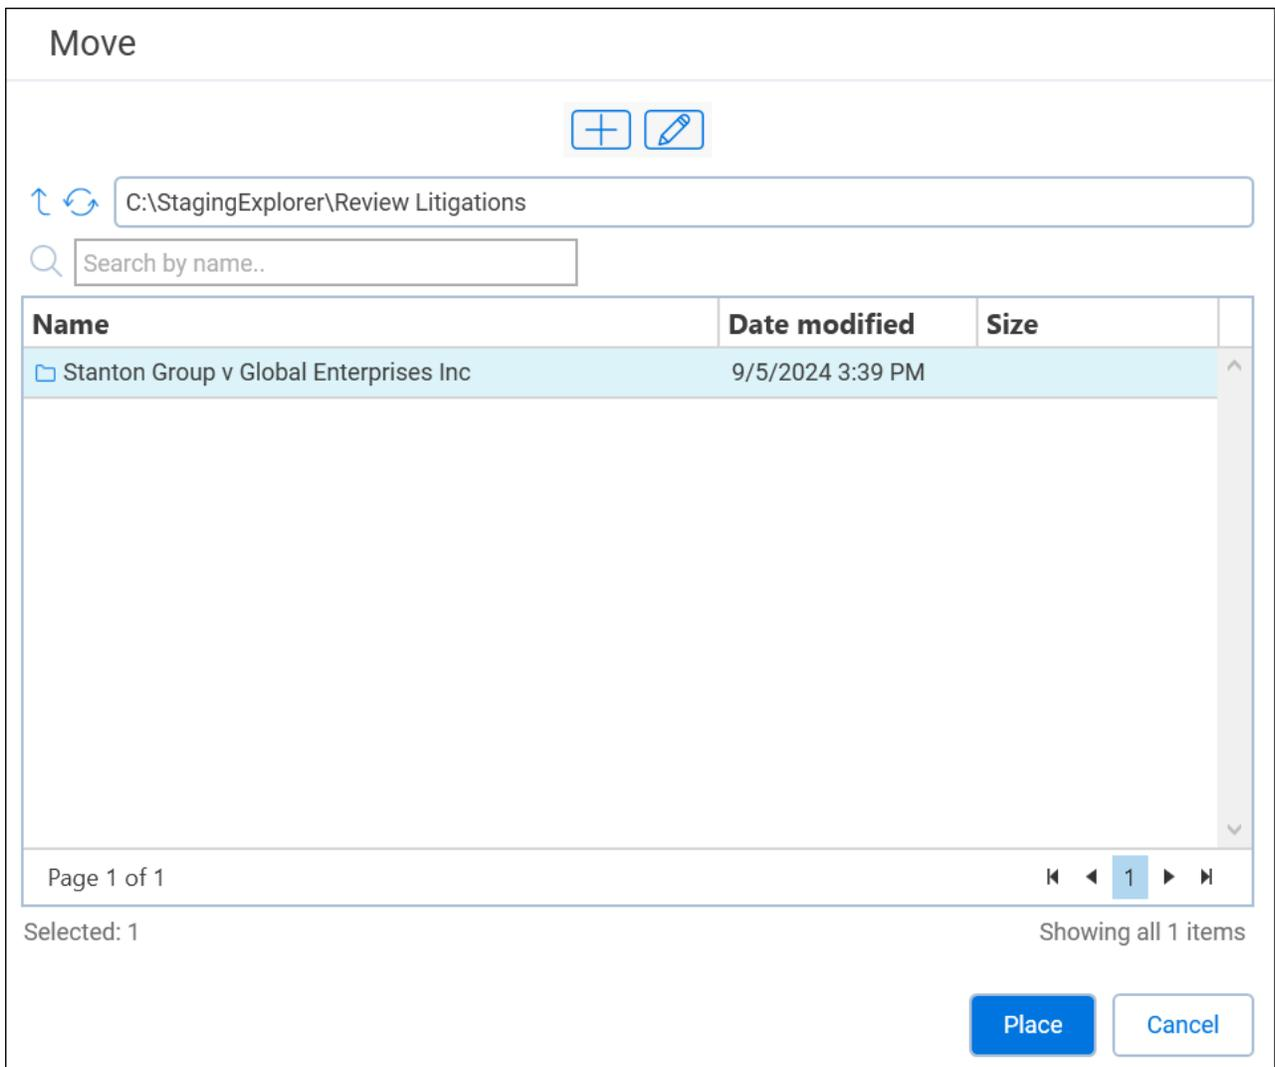 Move
C:\StagingExplorer\Review Litigations
Search by name..
Name Date modified Size
Stanton Group v Global Enterprises Inc 9/5/2024 3:39 PM
Page 1 of 1 1
Selected: 1 Showing all 1 items
Place Cancel